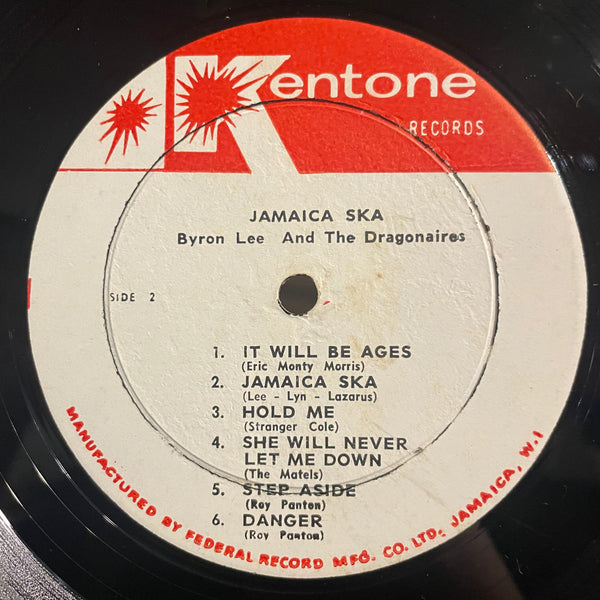 Kentone
RECORDS
JAMAICA SKA
Byron Lee And The Dragonaires
SIDE 2
1. IT WILL BE AGES
(Eric Monty Morris)
2. JAMAICA SKA
(Lee - Lyn - Lazarus)
3. HOLD ME
(Stranger Cole)
4. SHE WILL NEVER
LET ME DOWN
(The Matels)
5. STEP ASIDE
(Roy Panton)
6. DANGER
(Roy Panton)
MANUFACTURED BY FEDERAL RECORD MFG. CO. LTD. JAMAICA, W.I